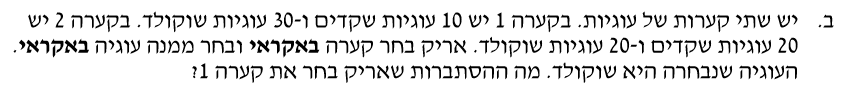 ב. יש שתי קערות של עוגיות. בקערה 1 יש 10 עוגיות שקדים ו-30 עוגיות שוקולד. בקערה 2 יש
20 עוגיות שקדים ו-20 עוגיות שוקולד. אריק בחר קערה באקראי ובחר ממנה עוגיה באקראי.
העוגיה שנבחרה היא שוקולד. מה ההסתברות שאריק בחר את קערה 1?